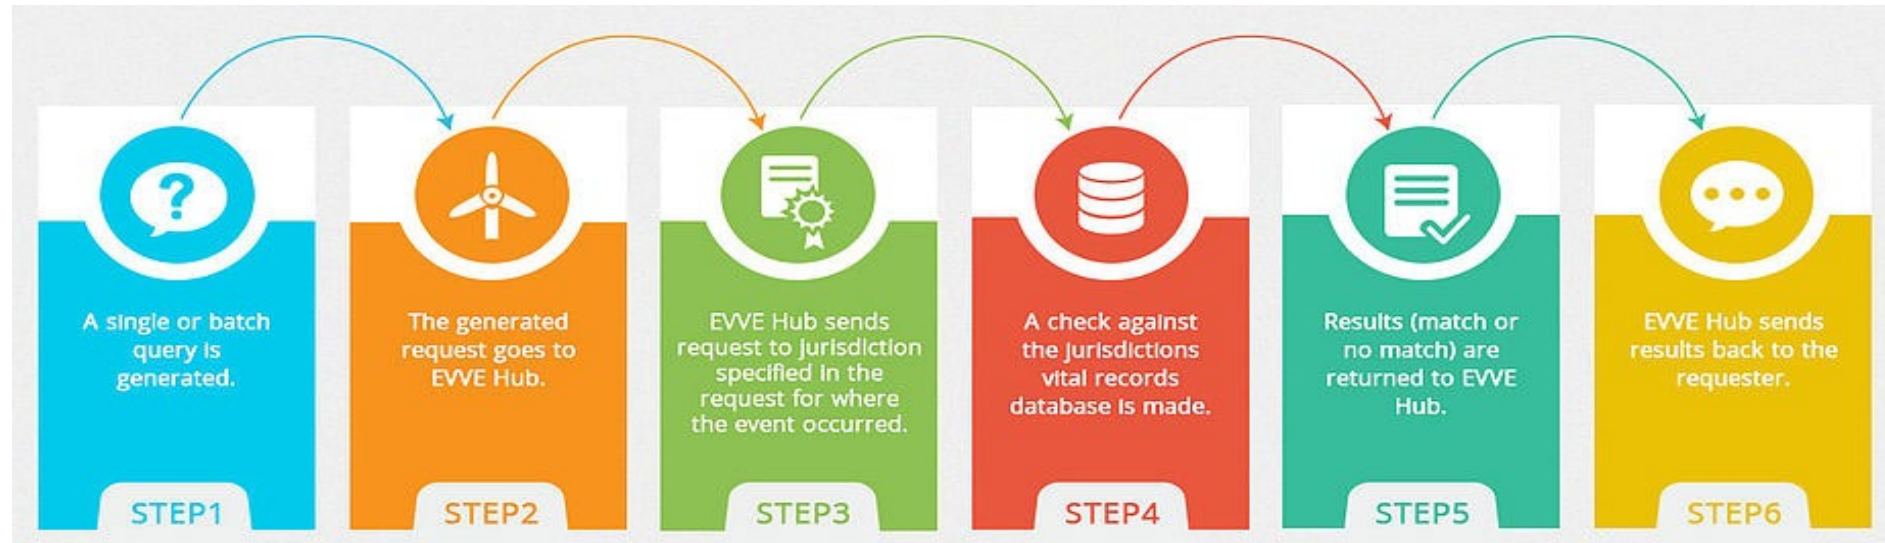 A single or batch
query is
generated.
STEP1
The generated
request goes to
EVVE Hub.
STEP2
EVVE Hub sends
request to jurisdiction
specified in the
request for where
the event occurred.
STEP3
A check against
the jurisdictions
vital records
database is made.
STEP4
Results (match or
no match) are
returned to EVVE
Hub.
STEP5
EVVE Hub sends
results back to the
requester.
STEP6